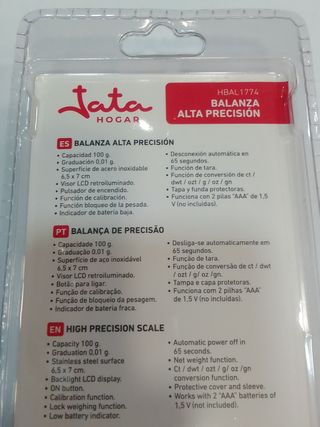 Jata
HOGAR
HBAL1774
BALANZA
ALTA PRECISIÓN
ES BALANZA ALTA PRECISIÓN
• Capacidad 100 g.
• Graduación 0,01 g.
• Superficie de acero inoxidable
6,5 x 7 cm
• Visor LCD retroiluminado.
• Pulsador de encendido.
• Función de calibración.
• Función bloqueo de la pesada.
• Indicador de batería baja.
• Desconexión automática en
65 segundos.
• Función de tara.
• Función de conversión de ct /
dwt / ozt / g / oz / gn
• Tapa y funda protectoras.
• Funciona con 2 pilas "AAA" de 1,5
V (no incluidas).
PT BALANÇA DE PRECISÃO
• Capacidade 100 g.
• Graduação 0,01 g.
• Superfície de aço inoxidável
6,5 x 7 cm
• Visor LCD retroiluminado.
• Botão: para ligar.
• Função de calibração.
• Função de bloqueio da pesagem.
• Indicador de bateria fraca.
• Desliga-se automaticamente em
65 segundos.
• Função de tara.
• Função de conversão de ct / dwt
/ ozt / g / oz /gn.
• Tampa e capa protetoras.
• Funciona com 2 pilhas "AAA"
de 1,5 V (no incluidas).
EN HIGH PRECISION SCALE
• Capacity 100 g.
• Graduation 0,01 g.
• Stainless steel surface
6,5 x 7 cm.
• Backlight LCD display.
• ON button.
• Calibration function.
• Lock weighing function.
• Low battery indicator.
• Automatic power off in
65 seconds.
• Net weight function.
• Ct / dwt / ozt / g/ oz /gn
conversion function.
• Protective cover and sleeve.
• Works with 2 "AAA" batteries of
1,5 V (not included).